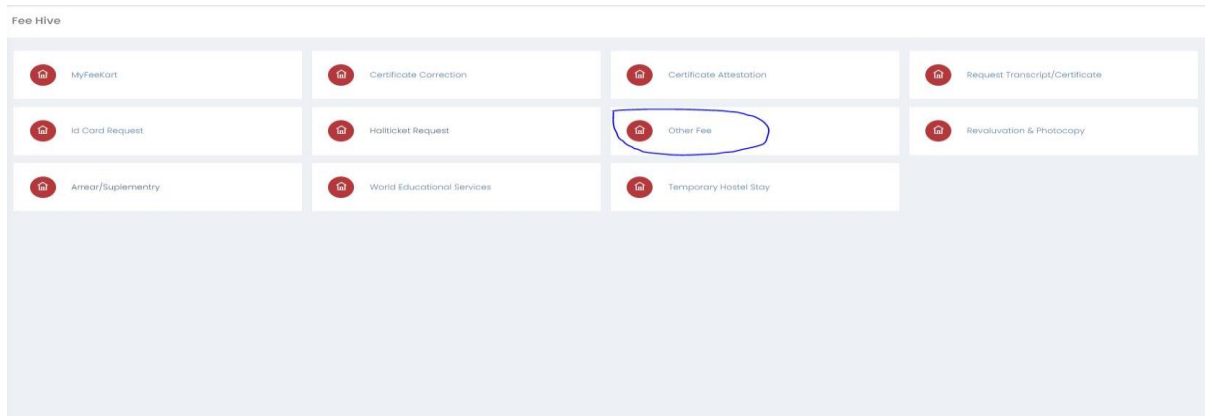 Fee Hive
MyFeeKart
Certificate Correction
Certificate Attestation
Request Transcript/Certificate
Id Card Request
Hallticket Request
Other Fee
Revaluvation & Photocopy
Arrear/Suplementry
World Educational Services
Temporary Hostel Stay